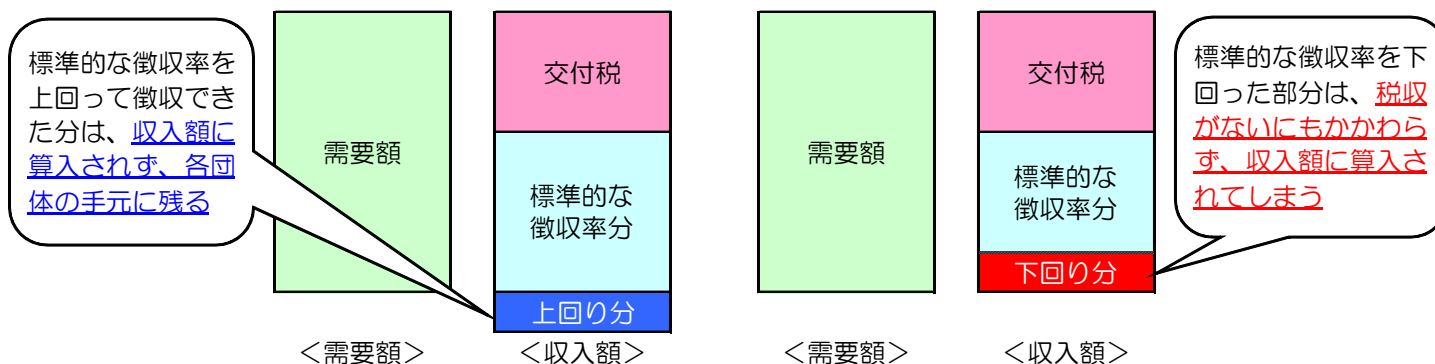 標準的な徴収率を
上回って徴収でき
た分は、収入額に
算入されず、各団
体の手元に残る
需要額
交付税
標準的な
徴収率分
上回り分
＜需要額＞
＜収入額＞
需要額
交付税
標準的な
徴収率分
下回り分
＜需要額＞
＜収入額＞
標準的な徴収率を下
回った部分は、税収
がないにもかかわら
ず、収入額に算入さ
れてしまう